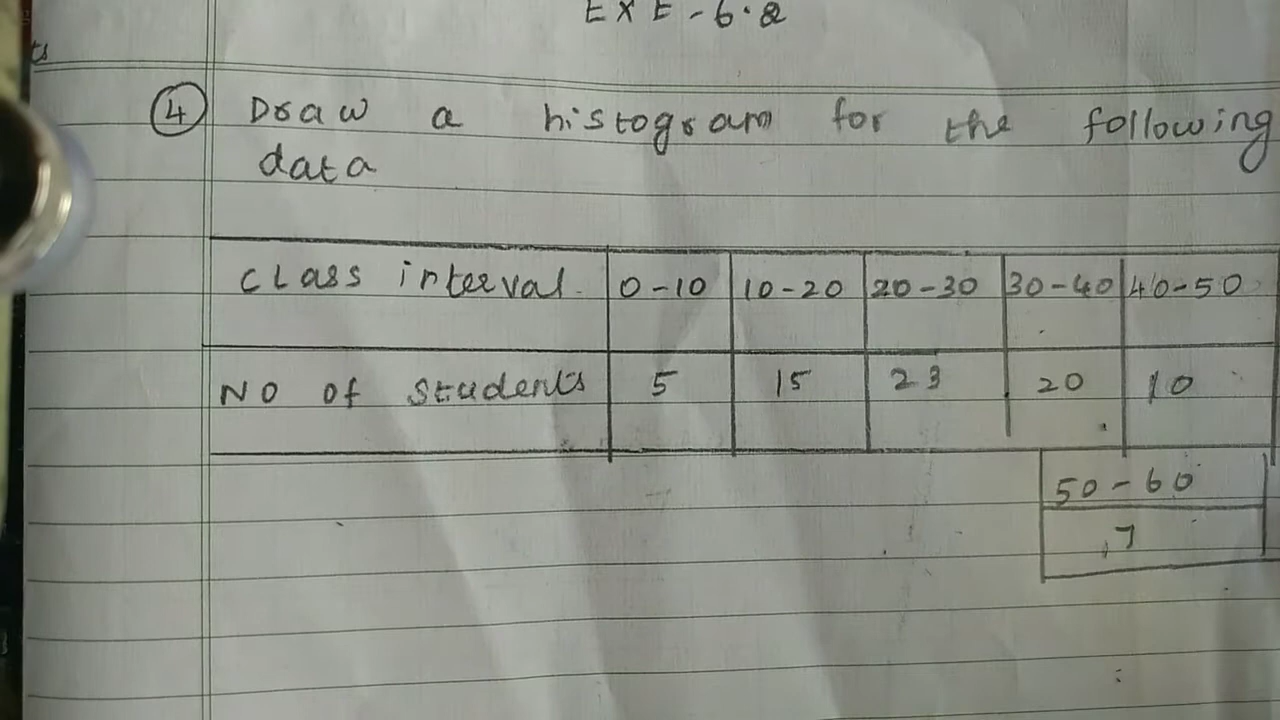 EXE-6.2
ts
④ Draw a histogram for the following
data
Class interval. 0-10 10-20 20-30 30-40 40-50
No of students 5 15 23 20 10
50-60
7